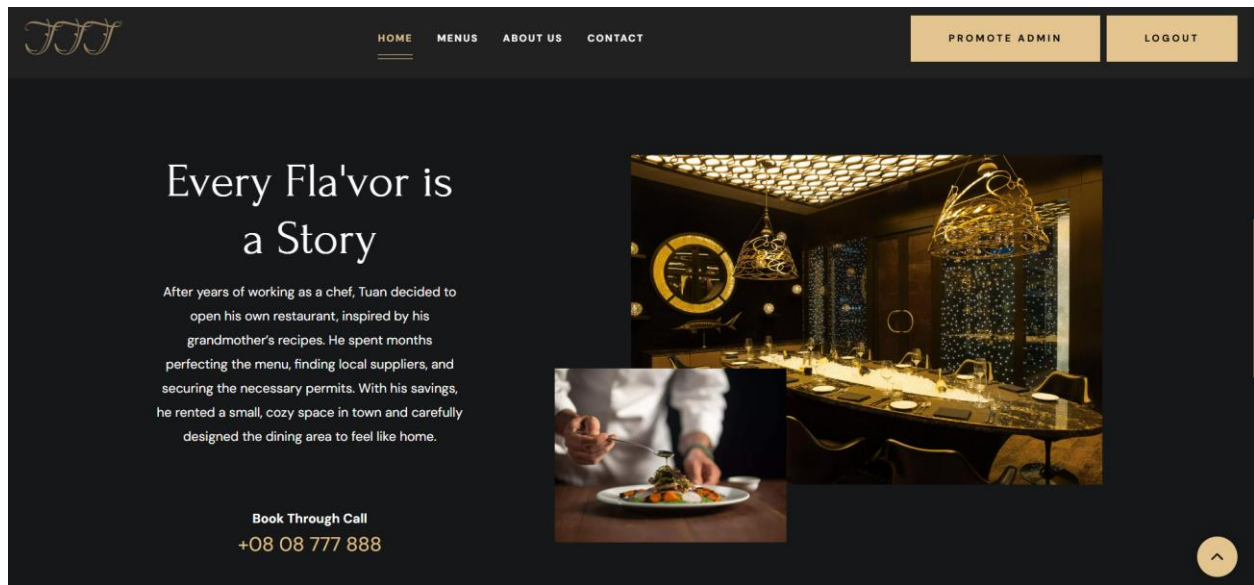 JJJ
HOME MENUS ABOUT US CONTACT PROMOTE ADMIN LOGOUT
Every Fla'vor is
a Story
After years of working as a chef, Tuan decided to
open his own restaurant, inspired by his
grandmother's recipes. He spent months
perfecting the menu, finding local suppliers, and
securing the necessary permits. With his savings,
he rented a small, cozy space in town and carefully
designed the dining area to feel like home.
Book Through Call
+08 08 777 888